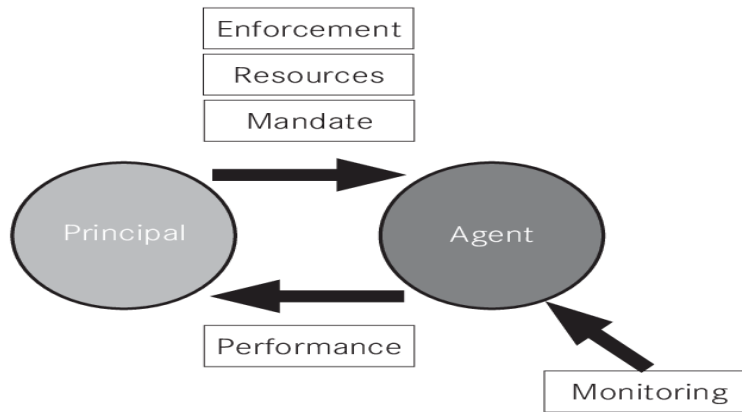 Enforcement
Resources
Mandate
Principal
Agent
Performance
Monitoring